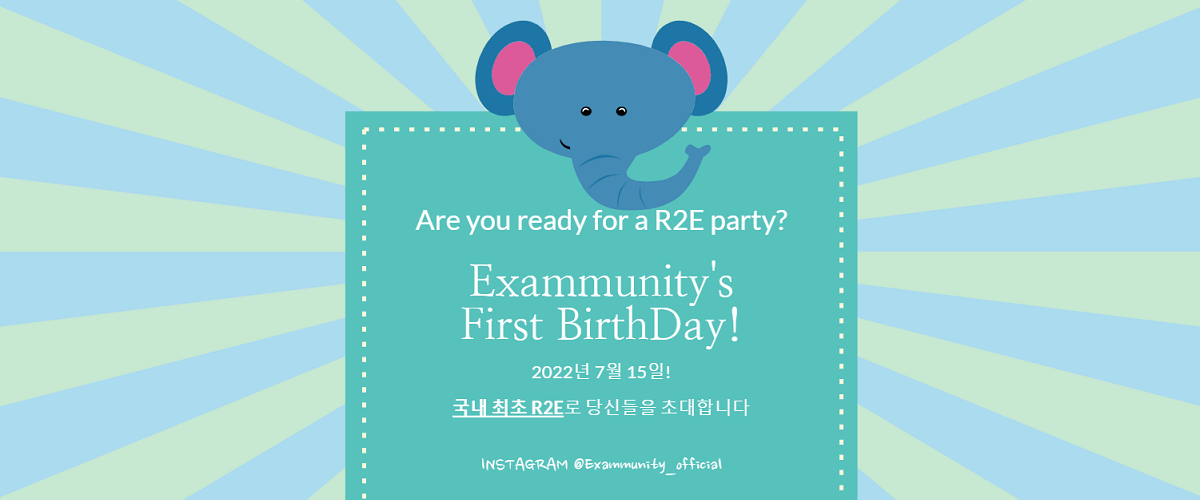 Are you ready for a R2E party?
Exammunity's
First BirthDay!
2022년 7월 15일!
국내 최초 R2E로 당신들을 초대합니다
INSTAGRAM @Exammunity_official